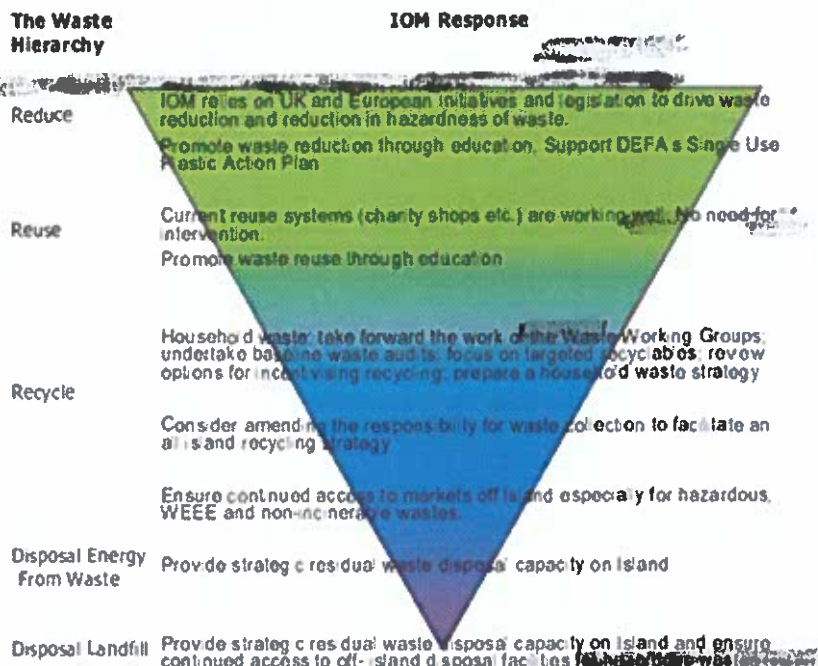 The Waste
Hierarchy
IOM Response
Reduce
IOM relies on UK and European initiatives and legislation to drive waste
reduction and reduction in hazardness of waste.
Promote waste reduction through education, Support DEFA s Single Use
Plastic Action Plan
Reuse
Current reuse systems (charity shops etc.) are working well. No need for
intervention.
Promote waste reuse through education
Recycle
Household waste: take forward the work of the Waste Working Groups;
undertake baseline waste audits; focus on targeted recyclables; review
options for incentivising recycling; prepare a household waste strategy
Consider amending the responsibility for waste collection to facilitate an
all island recycling strategy
Ensure continued access to markets off Island especially for hazardous,
WEEE and non-incinerable wastes.
Disposal Energy
From Waste
Provide strategic residual waste disposal capacity on Island
Disposal Landfill
Provide strategic residual waste disposal capacity on Island and ensure
continued access to off-island disposal facilities for